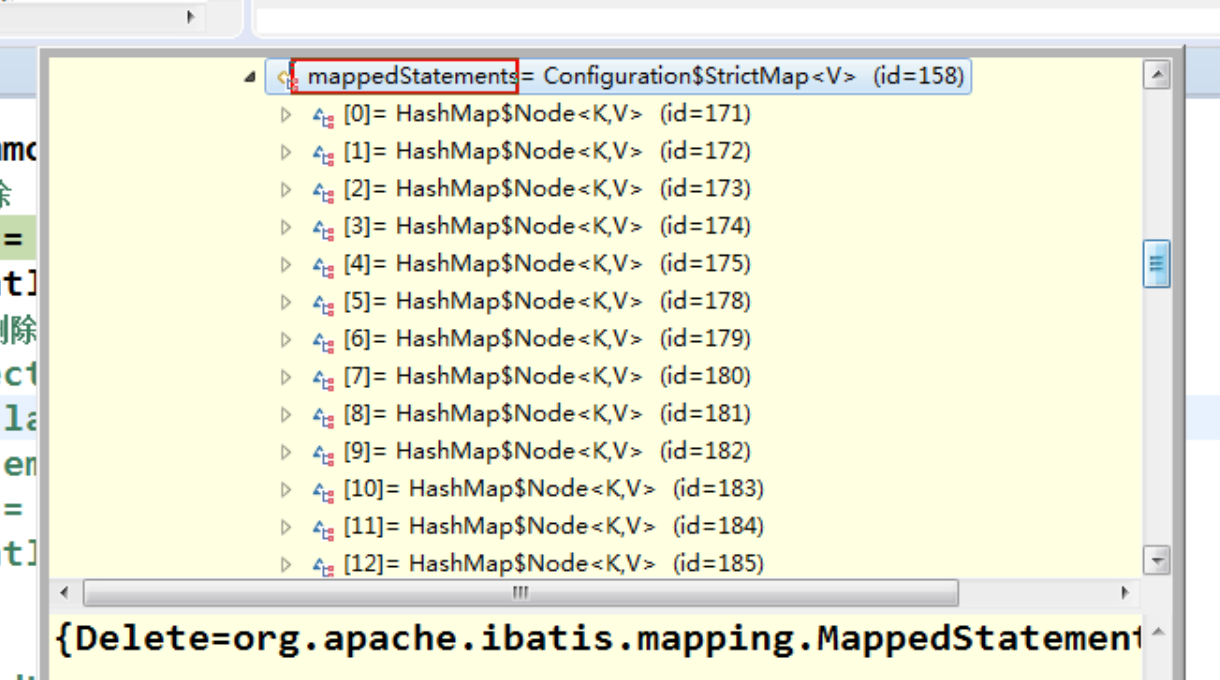 mappedStatements= Configuration$StrictMap<V> (id=158)
[0]= HashMap$Node<K,V> (id=171)
[1]= HashMap$Node<K,V> (id=172)
[2]= HashMap$Node<K,V> (id=173)
[3]= HashMap$Node<K,V> (id=174)
[4]= HashMap$Node<K,V> (id=175)
[5]= HashMap$Node<K,V> (id=178)
[6]= HashMap$Node<K,V> (id=179)
[7]= HashMap$Node<K,V> (id=180)
[8]= HashMap$Node<K,V> (id=181)
[9]= HashMap$Node<K,V> (id=182)
[10]= HashMap$Node<K,V> (id=183)
[11]= HashMap$Node<K,V> (id=184)
[12]= HashMap$Node<K,V> (id=185)
{Delete=org.apache.ibatis.mapping.MappedStatement